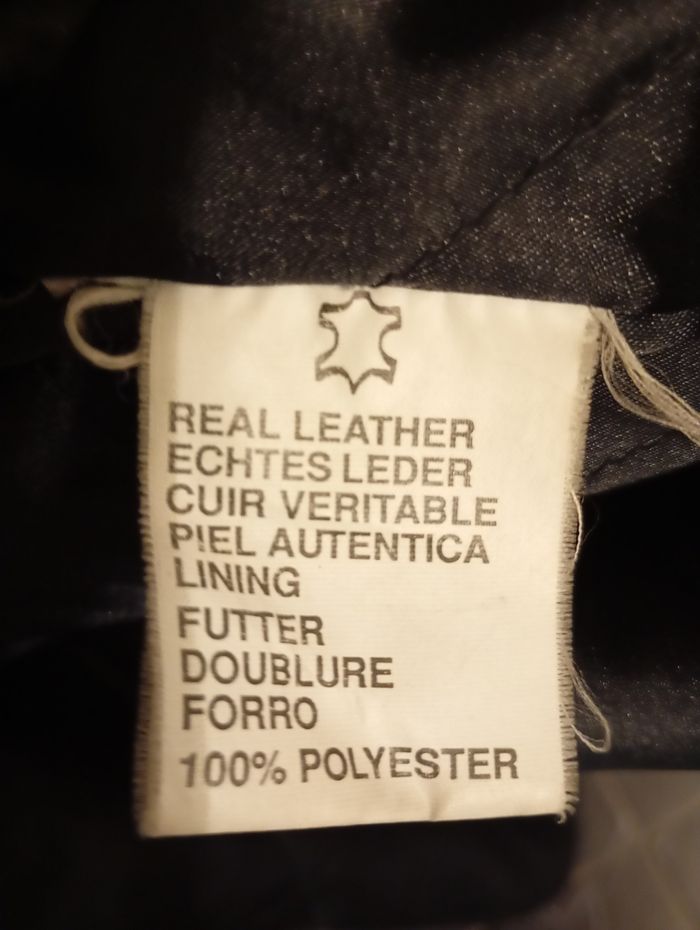 REAL LEATHER
ECHTES LEDER
CUIR VERITABLE
PIEL AUTENTICA
LINING
FUTTER
DOUBLURE
FORRO
100% POLYESTER